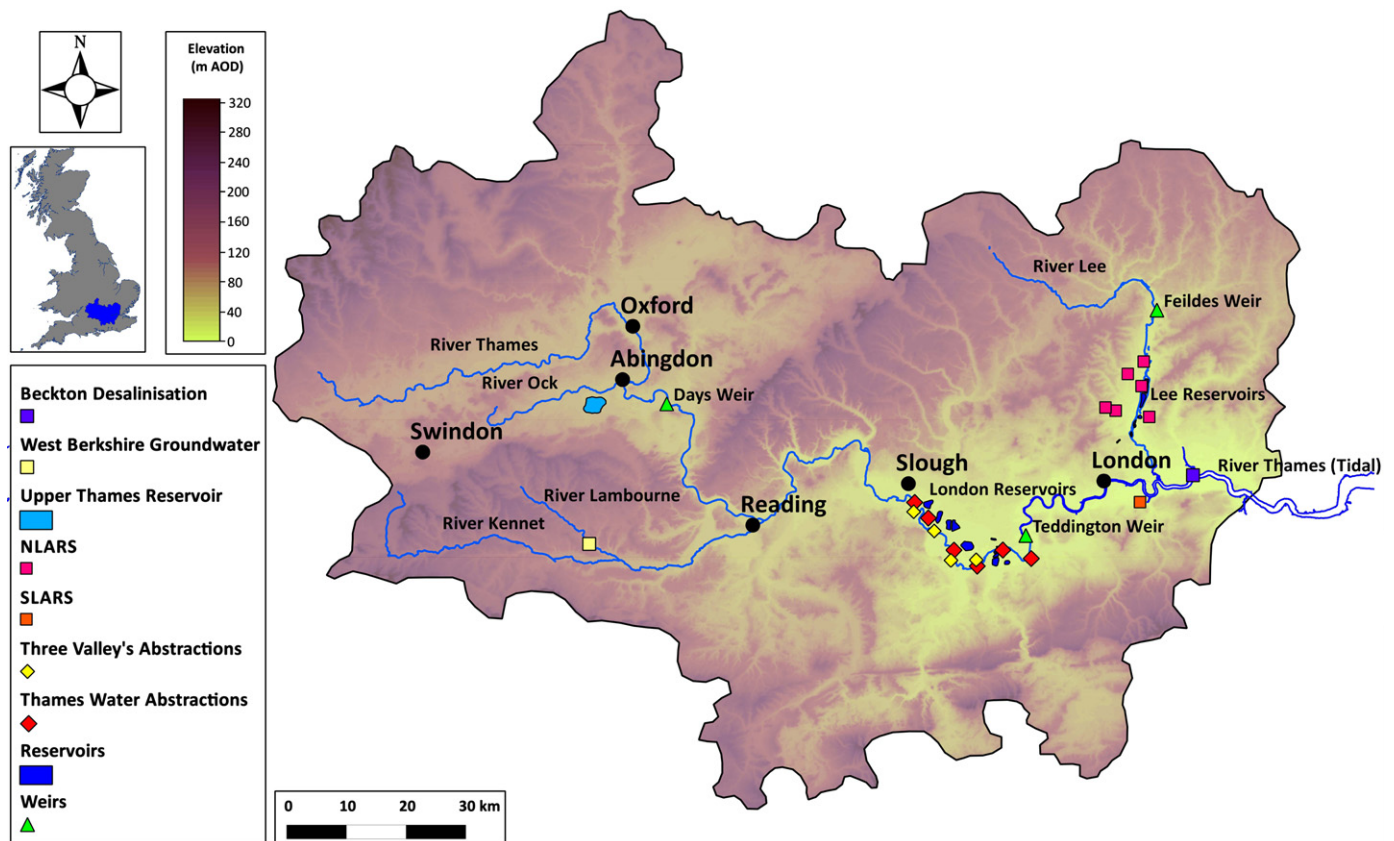 N
Elevation
(m AOD)
320
280
240
200
160
120
80
40
0
Beckton Desalinisation
West Berkshire Groundwater
Upper Thames Reservoir
NLARS
SLARS
Three Valley's Abstractions
Thames Water Abstractions
Reservoirs
Weirs
River Lee
Feildes Weir
Oxford
River Thames
Abingdon
River Ock
Days Weir
Lee Reservoirs
Swindon
Slough
London
River Thames (Tidal)
London Reservoirs
River Lambourne
Reading
River Kennet
Teddington Weir
0 10 20 30 km